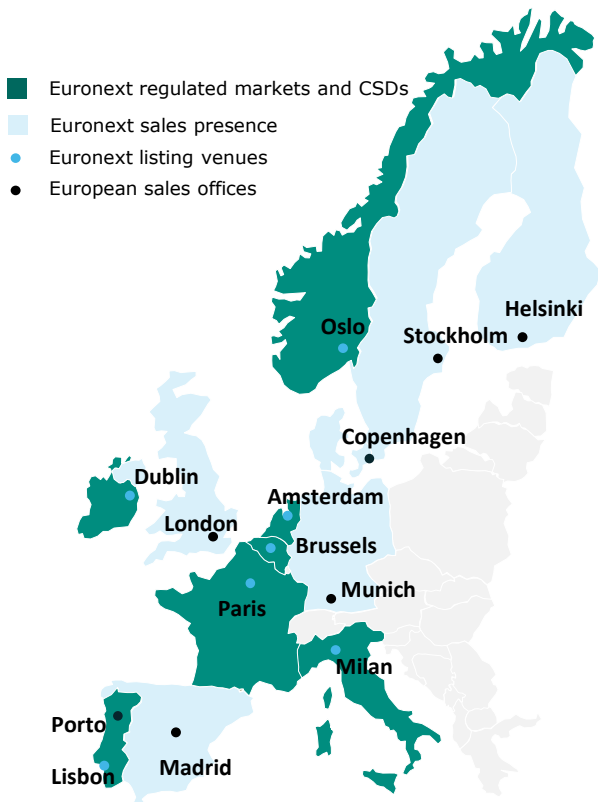 Euronext regulated markets and CSDs
Euronext sales presence
Euronext listing venues
European sales offices
Helsinki
Oslo
Stockholm
Copenhagen
Dublin
Amsterdam
London
Brussels
Munich
Paris
Milan
Porto
Madrid
Lisbon